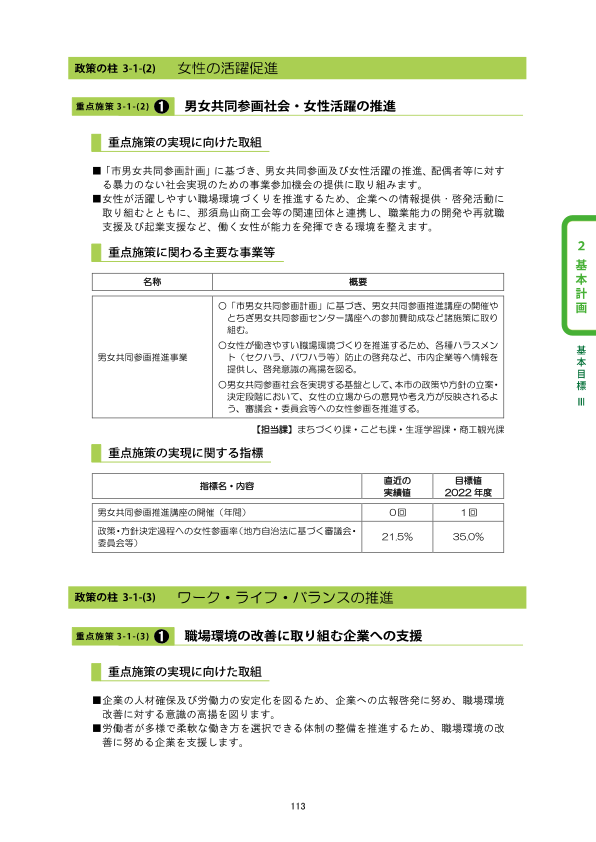 政策の柱 3-1-(2) 女性の活躍促進
重点施策 3-1-(2) ❶ 男女共同参画社会・女性活躍の推進
重点施策の実現に向けた取組
■「市男女共同参画計画」に基づき、男女共同参画及び女性活躍の推進、配偶者等に対す
る暴力のない社会実現のための事業参加機会の提供に取り組みます。
■女性が活躍しやすい職場環境づくりを推進するため、企業への情報提供・啓発活動に
取り組むとともに、那須烏山商工会等の関連団体と連携し、職業能力の開発や再就職
支援及び起業支援など、働く女性が能力を発揮できる環境を整えます。
重点施策に関わる主要な事業等
名称 概要
男女共同参画推進事業
○「市男女共同参画計画」に基づき、男女共同参画推進講座の開催や
とちぎ男女共同参画センター講座への参加費助成など諸施策に取り
組む。
○女性が働きやすい職場環境づくりを推進するため、各種ハラスメン
ト（セクハラ、パワハラ等）防止の啓発など、市内企業等へ情報を
提供し、啓発意識の高揚を図る。
○男女共同参画社会を実現する基盤として、本市の政策や方針の立案・
決定段階において、女性の立場からの意見や考え方が反映されるよ
う、審議会・委員会等への女性参画を推進する。
【担当課】まちづくり課・こども課・生涯学習課・商工観光課
重点施策の実現に関する指標
指標名・内容 直近の 目標値
実績値 2022 年度
男女共同参画推進講座の開催（年間） 0回 1回
政策・方針決定過程への女性参画率（地方自治法に基づく審議会・
委員会等） 21.5% 35.0%
政策の柱 3-1-(3) ワーク・ライフ・バランスの推進
重点施策 3-1-(3) ❶ 職場環境の改善に取り組む企業への支援
重点施策の実現に向けた取組
■企業の人材確保及び労働力の安定化を図るため、企業への広報啓発に努め、職場環境
改善に対する意識の高揚を図ります。
■労働者が多様で柔軟な働き方を選択できる体制の整備を推進するため、職場環境の改
善に努める企業を支援します。
2 基本計画
基本目標 Ⅲ
113